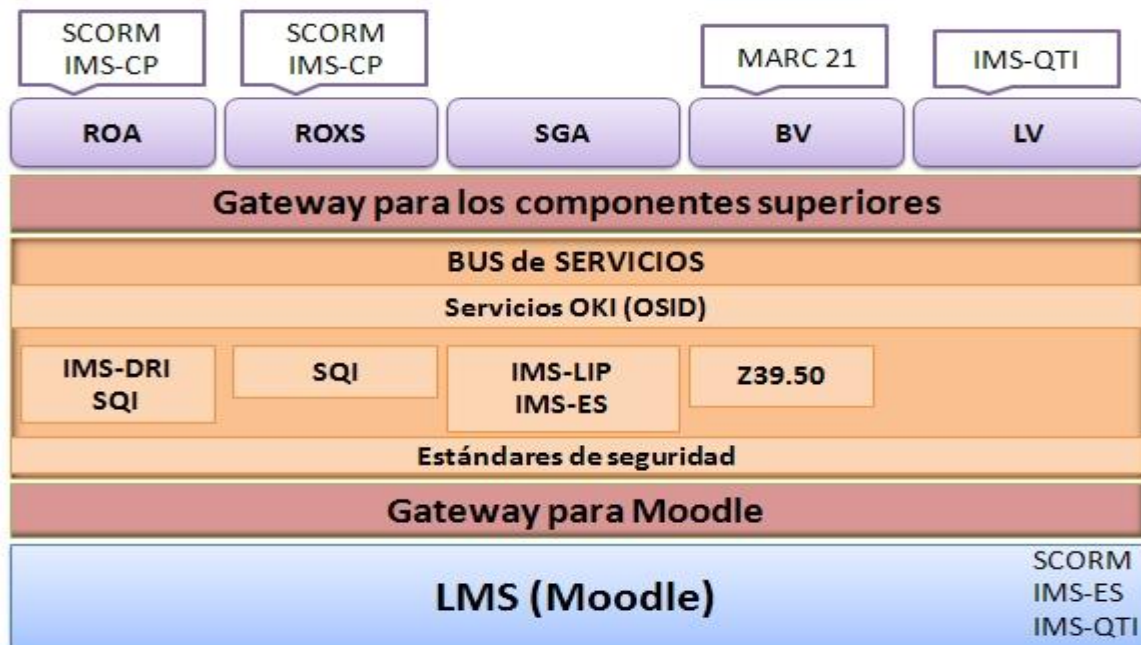 SCORM
IMS-CP
SCORM
IMS-CP
MARC 21
IMS-QTI
ROA
ROXS
SGA
BV
LV
Gateway para los componentes superiores
BUS de SERVICIOS
Servicios OKI (OSID)
IMS-DRI
SQI
SQI
IMS-LIP
IMS-ES
Z39.50
Estándares de seguridad
Gateway para Moodle
LMS (Moodle)
SCORM
IMS-ES
IMS-QTI